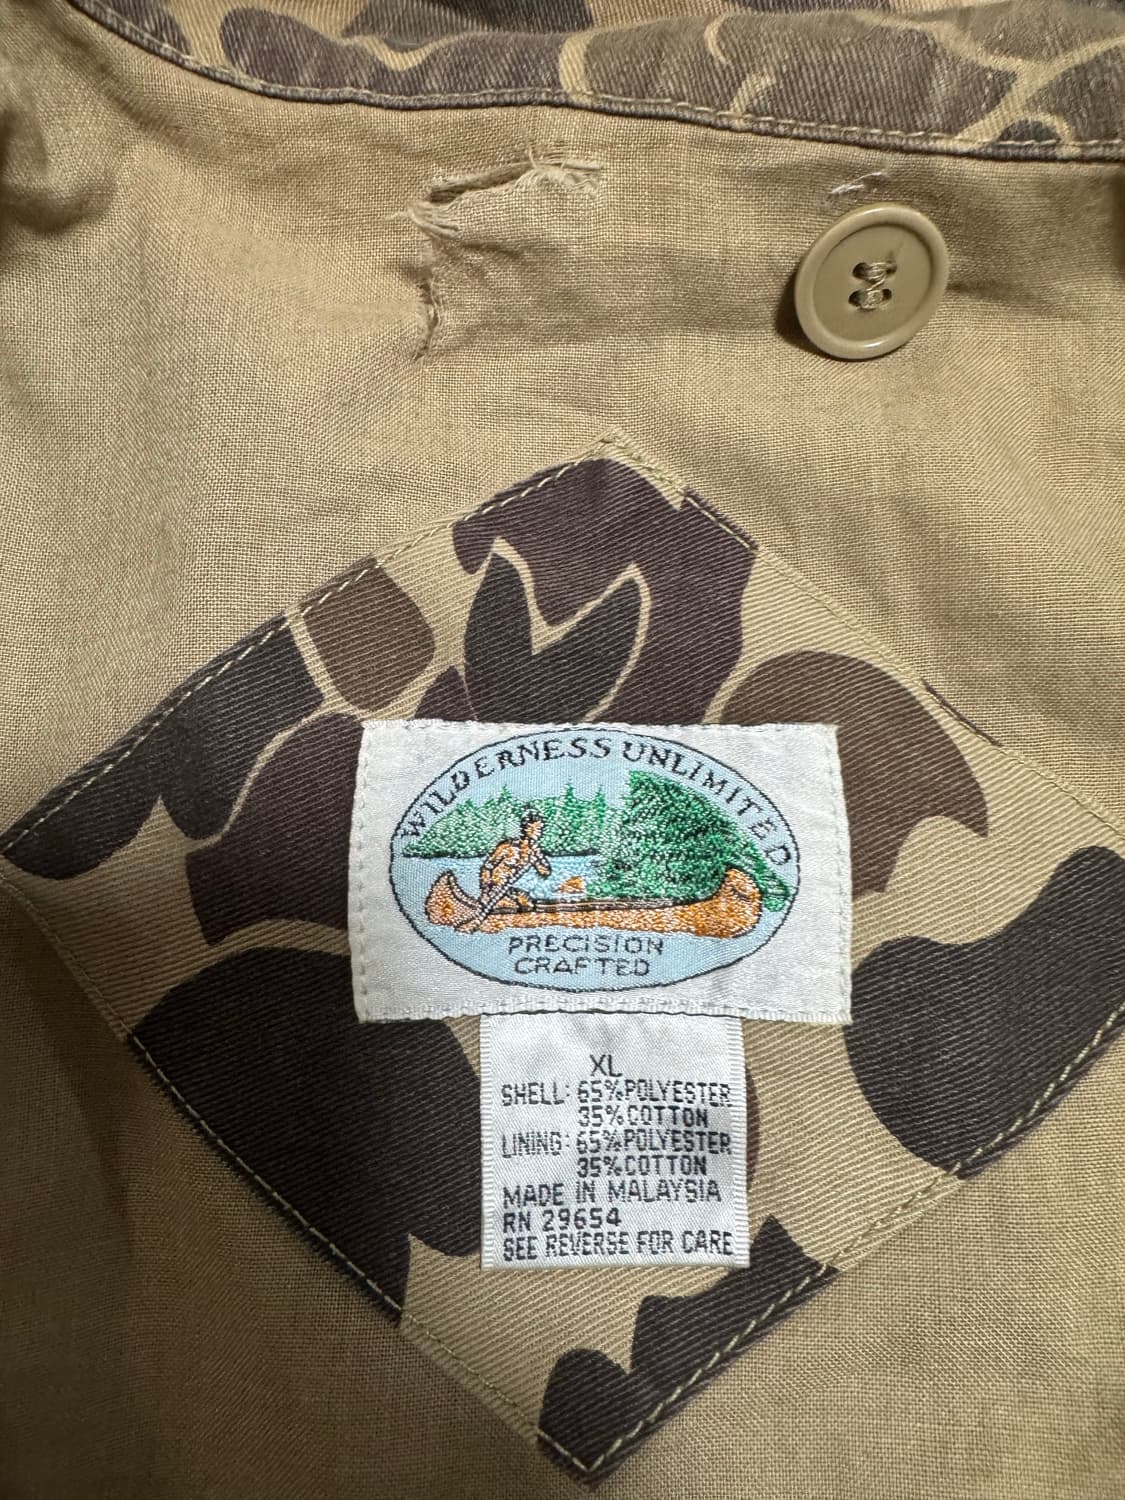 WILDERNESS UNLIMITED
PRECISION
CRAFTED
XL
SHELL: 65%POLYESTER
35%COTTON
LINING: 65%POLYESTER
35%COTTON
MADE IN MALAYSIA
RN 29654
SEE REVERSE FOR CARE